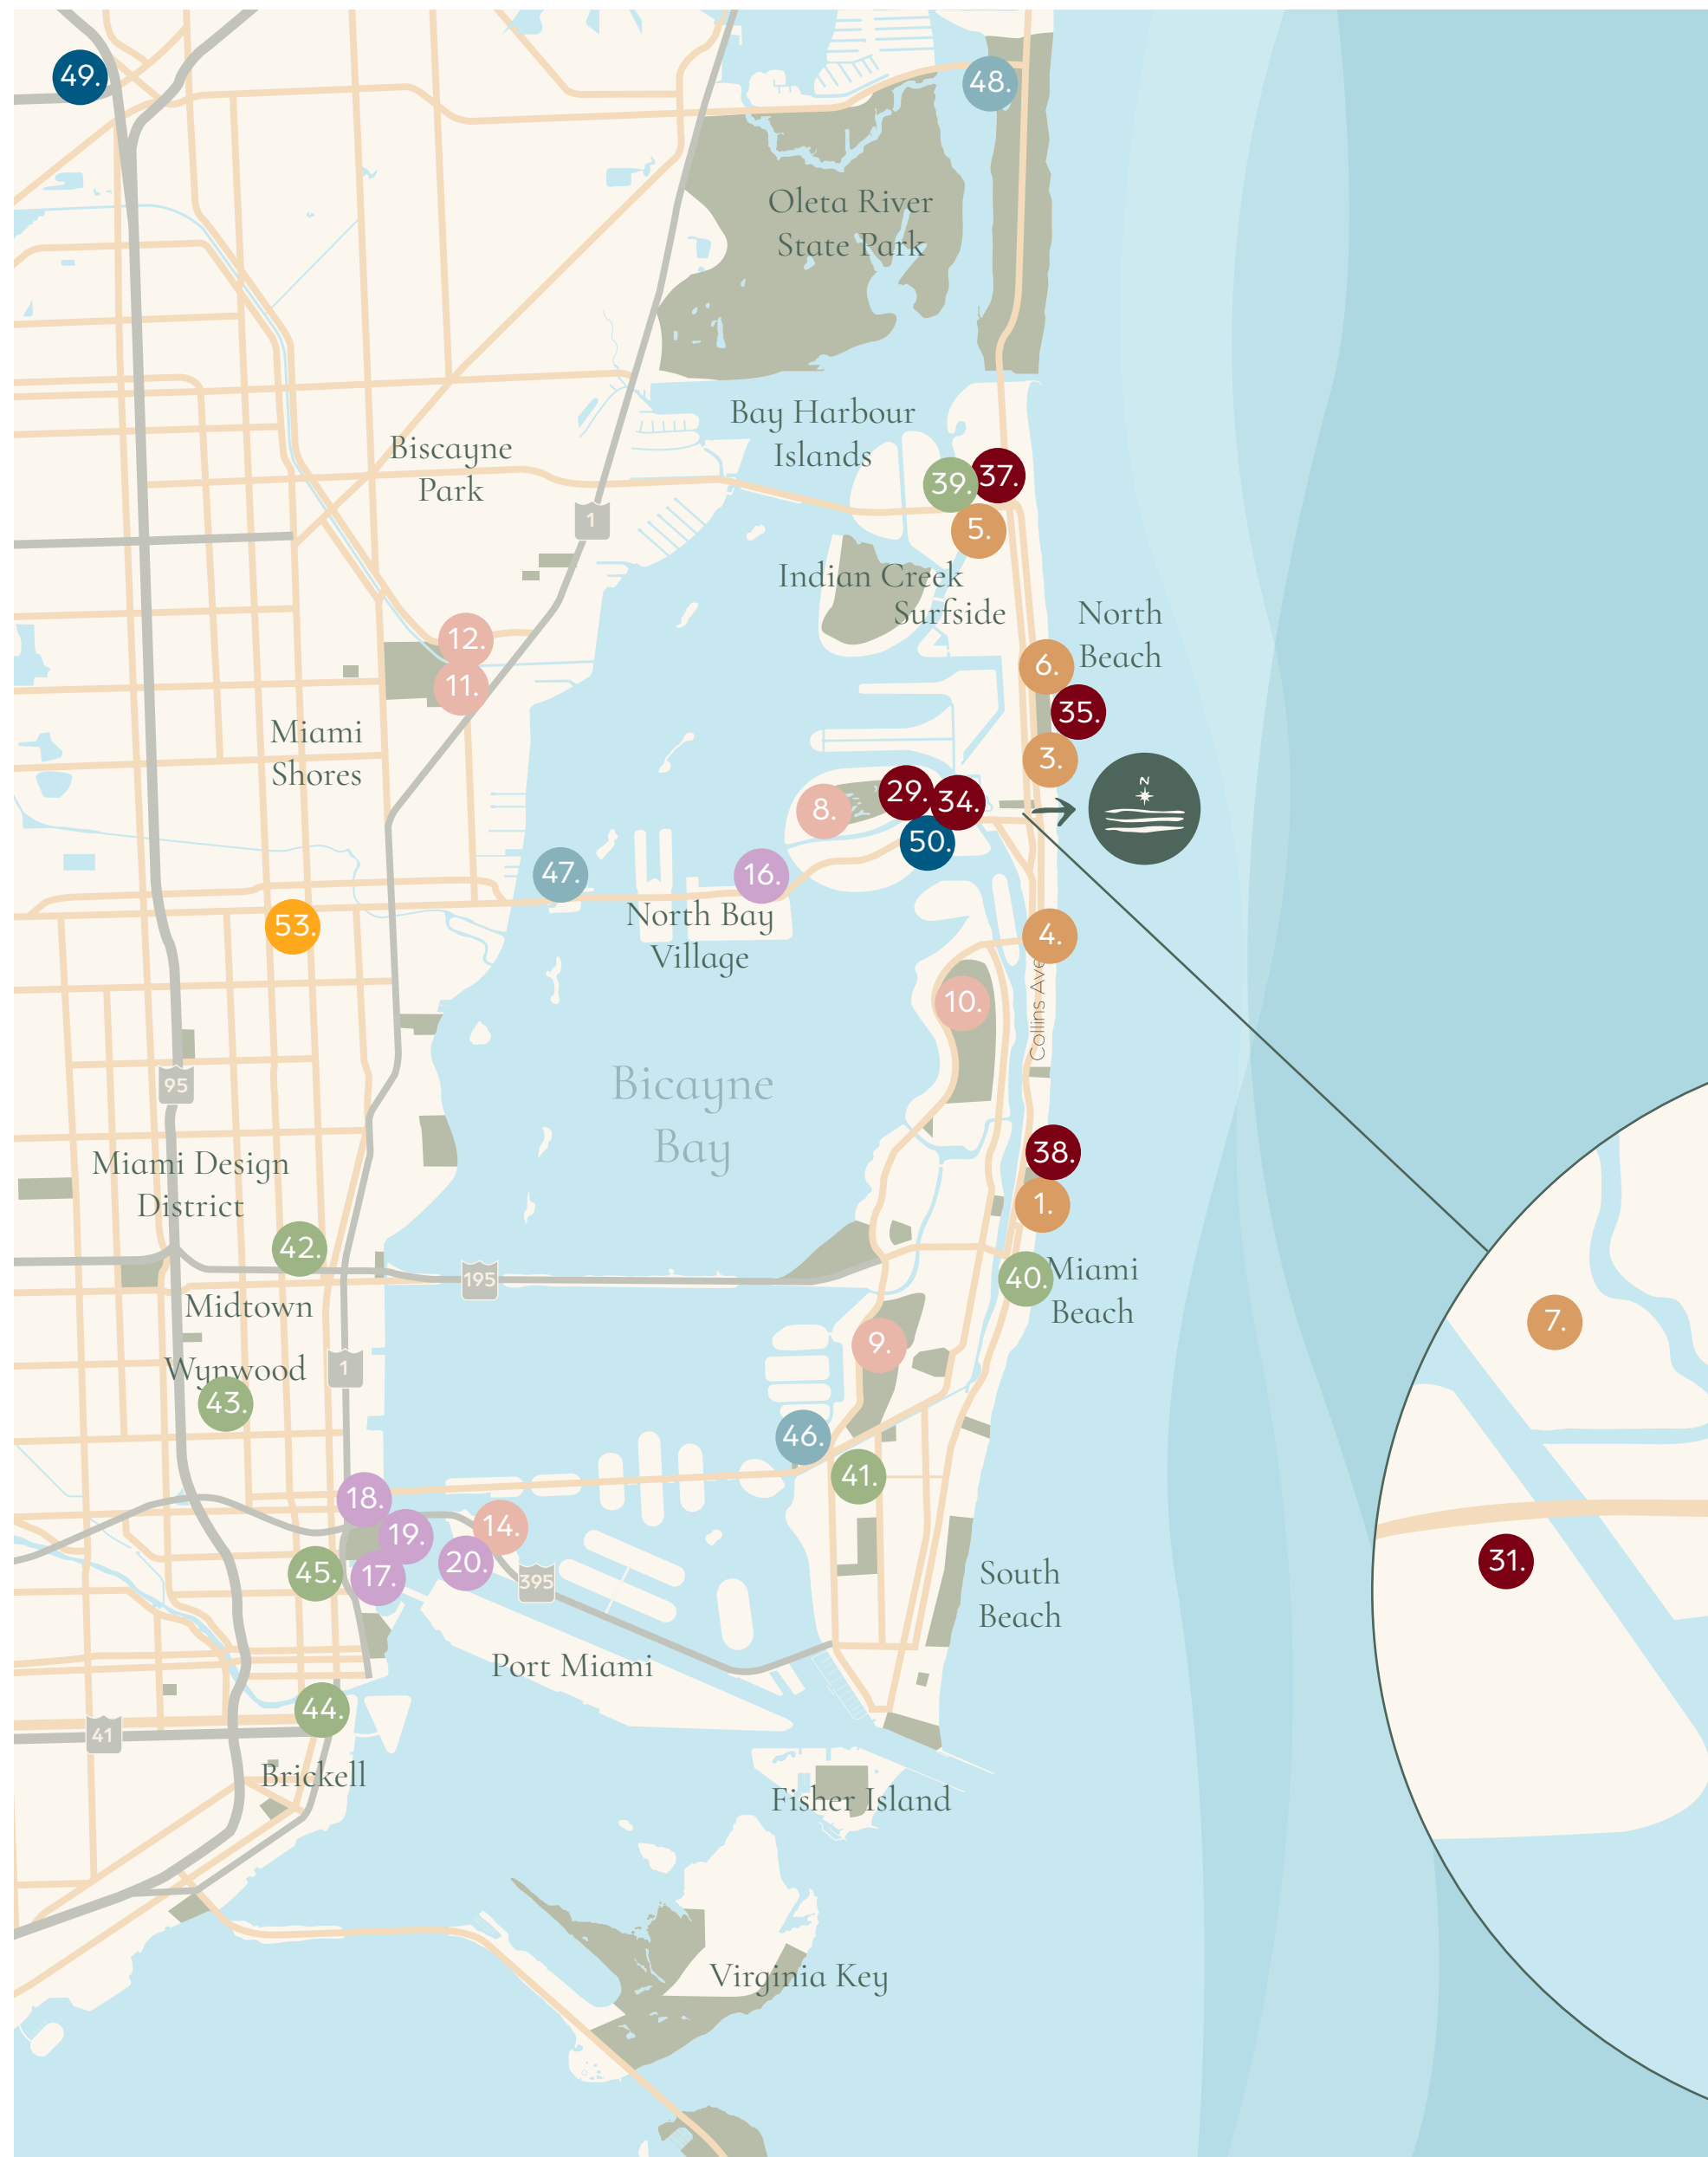 49.
48.
Oleta River
State Park
Bay Harbour
Islands
Biscayne
Park
37.
39.
1
5.
Indian Creek
Surfside
North
Beach
12.
6.
11.
35.
Miami
Shores
3.
N
29.
34.
8.
50.
47.
16.
53.
North Bay
Village
4.
Collins Ave
10.
95
Bicayne
Bay
38.
Miami Design
District
1.
42.
40.
Miami
Beach
195
Midtown
7.
9.
Wynwood
1
43.
46.
41.
18.
14.
19.
31.
20.
45.
17.
395
South
Beach
Port Miami
44.
41
Brickell
Fisher Island
Virginia Key